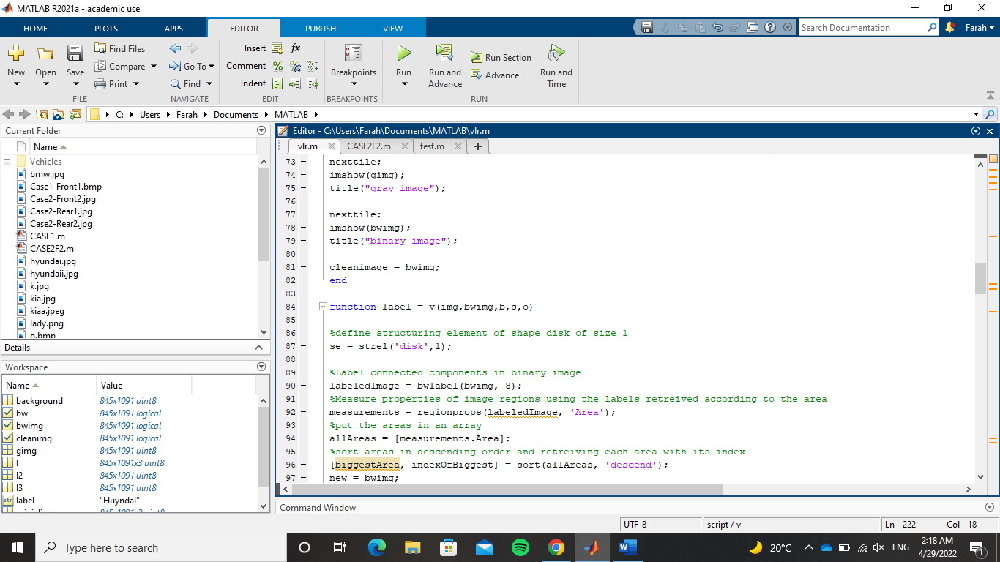 MATLAB R2021a - academic use
HOME PLOTS APPS EDITOR PUBLISH VIEW Search Documentation Farah
New Open Save Find Files Compare Print
Go To Find
Insert fx Comment Indent
Breakpoints
Run Run and Advance Run Section Advance Run and Time
FILE NAVIGATE EDIT BREAKPOINTS RUN
C: Users Farah Documents MATLAB
Current Folder
Name
Vehicles
bmw.jpg
Case1-Front1.bmp
Case2-Front2.jpg
Case2-Rear1.jpg
Case2-Rear2.jpg
CASE1.m
CASE2F2.m
hyundai.jpg
hyundaii.jpg
k.jpg
kia.jpg
kiaa.jpeg
lady.png
o.bmp
Details
Workspace
Name Value
background 845x1091 uint8
bw 845x1091 logical
bwimg 845x1091 logical
cleanimg 845x1091 logical
gimg 845x1091 uint8
I 845x1091x3 uint8
I2 845x1091 uint8
I3 845x1091 uint8
label "Huyndai"
Editor - C:\Users\Farah\Documents\MATLAB\vlr.m
vlr.m CASE2F2.m test.m
73 nexttile;
74 imshow(gimg);
75 title("gray image");
76
77 nexttile;
78 imshow(bwimg);
79 title("binary image");
80
81 cleanimage = bwimg;
82 end
83
84 function label = v(img,bwimg,b,s,o)
85
86 %define structuring element of shape disk of size 1
87 se = strel('disk',1);
88
89 %Label connected components in binary image
90 labeledImage = bwlabel(bwimg, 8);
91 %Measure properties of image regions using the labels retreived according to the area
92 measurements = regionprops(labeledImage, 'Area');
93 %put the areas in an array
94 allAreas = [measurements.Area];
95 %sort areas in descending order and retreiving each area with its index
96 [biggestArea, indexOfBiggest] = sort(allAreas, 'descend');
97 new = bwimg;
Command Window
UTF-8 script / v Ln 222 Col 18
Type here to search
20°C ENG
2:18 AM
4/29/2022
1